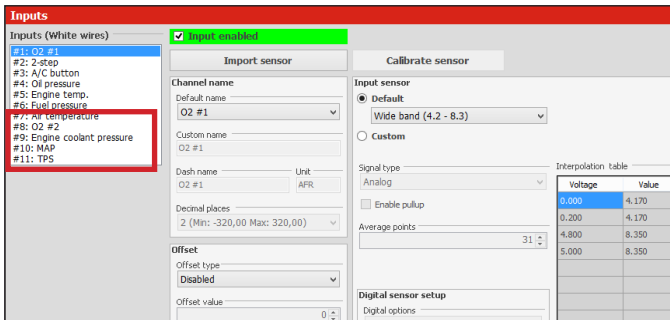 Inputs
Inputs (White wires)
#1: O2 #1
#2: 2-step
#3: A/C button
#4: Oil pressure
#5: Engine temp.
#6: Fuel pressure
#7: Air temperature
#8: O2 #2
#9: Engine coolant pressure
#10: MAP
#11: TPS
Input enabled
Import sensor
Calibrate sensor
Channel name
Default name
O2 #1
Custom name
O2 #1
Dash name
Unit
O2 #1
AFR
Decimal places
2 (Min: -320,00 Max: 320,00)
Offset
Offset type
Disabled
Offset value
0
Input sensor
Default
Wide band (4.2 - 8.3)
Custom
Signal type
Analog
Enable pullup
Average points
31
Digital sensor setup
Digital options
Interpolation table
Voltage Value
0.000 4.170
0.200 4.170
4.800 8.350
5.000 8.350